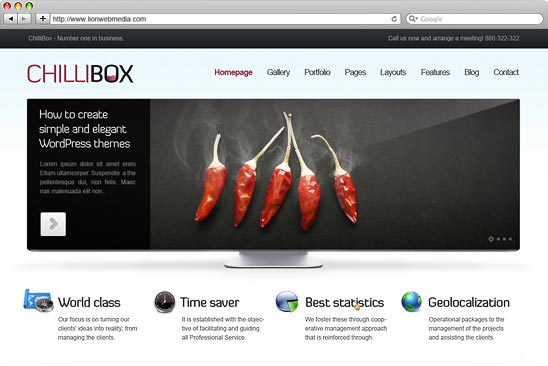 http://www.lionwebmedia.com
Google
ChilliBox - Number one in business.
Call us now and arrange a meeting! 888-322-322
CHILLIBOX
Homepage Gallery Portfolio Pages Layouts Features Blog Contact
How to create
simple and elegant
WordPress themes
Lorem ipsum dolor sit amet enim
Etiam ullamcorper. Suspendie a the
pellentesque dui, non felis. Maec
nas malesuada elit non..
World class
Our focus is on turning our
clients' ideas into reality; from
managing the clients.
Time saver
It is established with the objec-
tive of facilitating and guiding
all Professional Service.
Best statistics
We foster these through coop-
erative management approach
that is reinforced through.
Geolocalization
Operational packages to the
management of the projects
and assisting the clients.